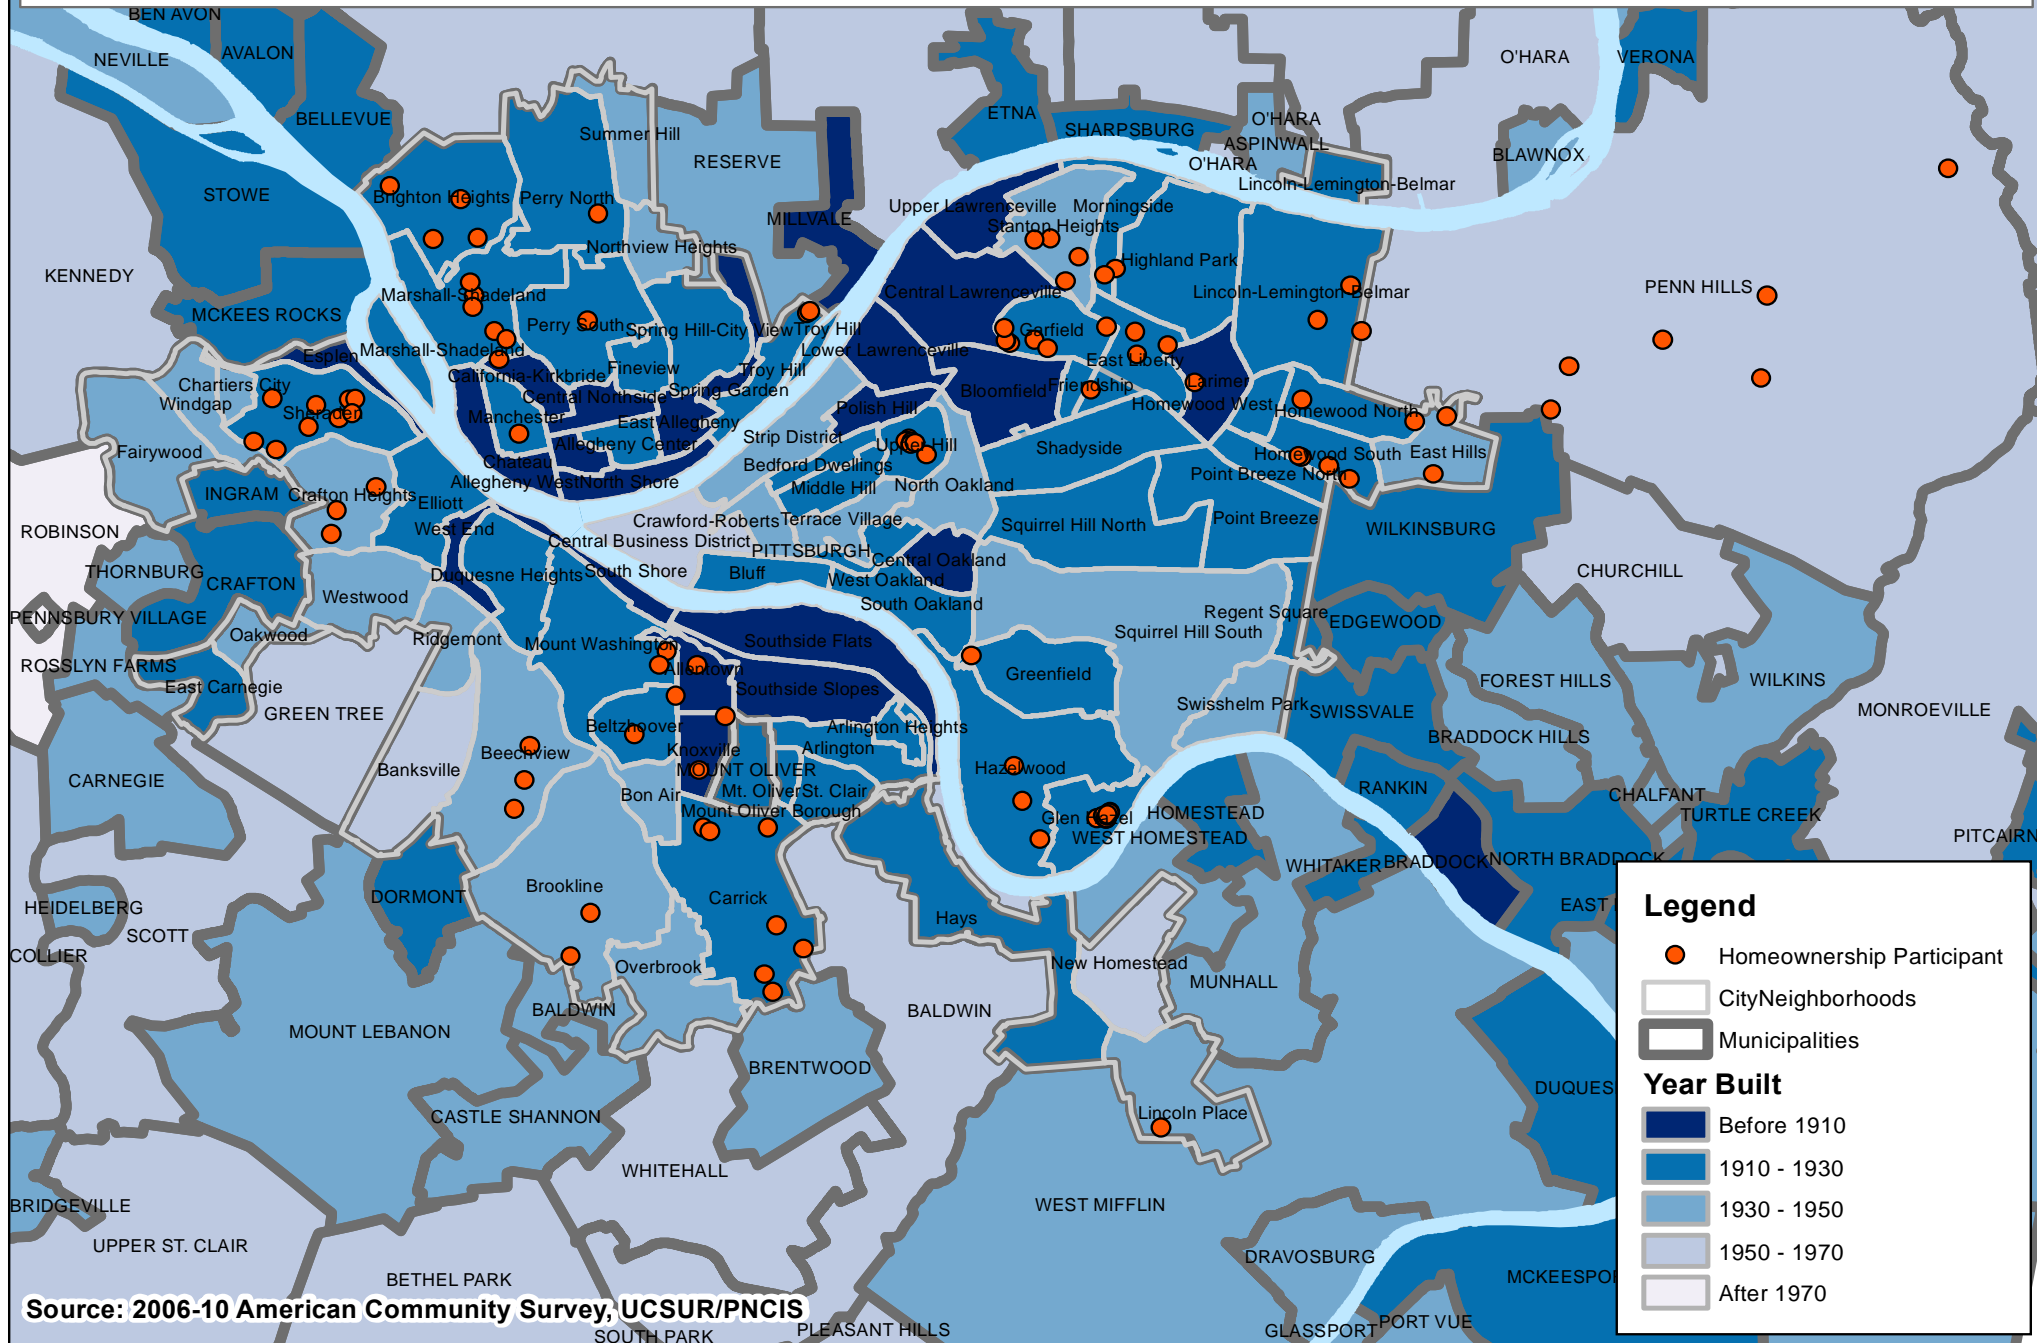 BEN AVON
NEVILLE
AVALON
O'HARA
VERONA
BELLEVUE
ETNA
O'HARA
SHARPSBURG
Summer Hill
ASPINWALL
RESERVE
O'HARA
BLAWNOX
STOWE
Brighton Heights
Perry North
Lincoln-Lemington-Belmar
MILLVALE
Upper Lawrenceville
Morningside
Stanton Heights
Northview Heights
KENNEDY
Highland Park
PENN HILLS
Marshall-Shadeland
Central Lawrenceville
Lincoln-Lemington-Belmar
MCKEES ROCKS
Perry South
Spring Hill-City View
Troy Hill
Garfield
Esplen
Marshall-Shadeland
Lower Lawrenceville
East Liberty
Fineview
Troy Hill
California-Kirkbride
Chartiers City
Spring Garden
Bloomfield
Friendship
Larimer
Windgap
Central Northside
Sheraden
Manchester
Polish Hill
Homewood West
Homewood North
East Allegheny
Allegheny Center
Strip District
Upper Hill
Shadyside
Fairywood
Homewood South
East Hills
Chateau
Bedford Dwellings
Point Breeze North
Allegheny West
North Shore
Middle Hill
North Oakland
INGRAM
Crafton Heights
Elliott
West End
Crawford-Roberts
Terrace Village
Squirrel Hill North
Point Breeze
WILKINSBURG
ROBINSON
Central Business District
PITTSBURGH
Central Oakland
THORNBURG
CRAFTON
Duquesne Heights
South Shore
Bluff
West Oakland
CHURCHILL
Westwood
South Oakland
PENNSBURY VILLAGE
Regent Square
EDGEWOOD
Oakwood
Ridgemont
Mount Washington
Southside Flats
Squirrel Hill South
ROSSLYN FARMS
Allentown
Greenfield
FOREST HILLS
WILKINS
East Carnegie
Southside Slopes
GREEN TREE
Swisshelm Park
SWISSVALE
MONROEVILLE
Beltzhoover
Arlington Heights
BRADDOCK HILLS
Beechview
Knoxville
Arlington
CARNEGIE
Banksville
MOUNT OLIVER
Hazelwood
Bon Air
Mt. Oliver
St. Clair
RANKIN
CHALFANT
Mount Oliver Borough
Glen Hazel
HOMESTEAD
TURTLE CREEK
WEST HOMESTEAD
PITCAIRN
WHITAKER
BRADDOCK
NORTH BRADDOCK
DORMONT
Brookline
Carrick
HEIDELBERG
Hays
EAST
SCOTT
COLLIER
Overbrook
New Homestead
MUNHALL
BALDWIN
BALDWIN
MOUNT LEBANON
BRENTWOOD
DUQUES
CASTLE SHANNON
Lincoln Place
WHITEHALL
BRIDGEVILLE
WEST MIFFLIN
UPPER ST. CLAIR
DRAVOSBURG
BETHEL PARK
MCKEESPO
PORT VUE
SOUTH PARK
PLEASANT HILLS
GLASSPORT
Legend
Homeownership Participant
CityNeighborhoods
Municipalities
Year Built
Before 1910
1910 - 1930
1930 - 1950
1950 - 1970
After 1970
Source: 2006-10 American Community Survey, UCSUR/PNCIS